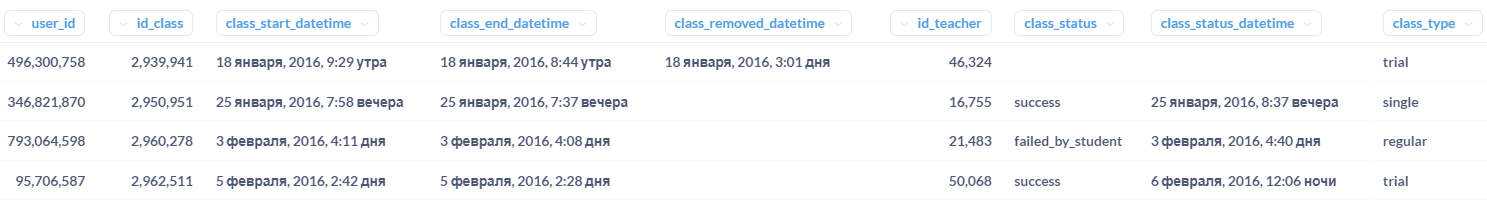 user_id id_class class_start_datetime class_end_datetime class_removed_datetime id_teacher class_status class_status_datetime class_type
496,300,758 2,939,941 18 января, 2016, 9:29 утра 18 января, 2016, 8:44 утра 18 января, 2016, 3:01 дня 46,324 trial
346,821,870 2,950,951 25 января, 2016, 7:58 вечера 25 января, 2016, 7:37 вечера 16,755 success 25 января, 2016, 8:37 вечера single
793,064,598 2,960,278 3 февраля, 2016, 4:11 дня 3 февраля, 2016, 4:08 дня 21,483 failed_by_student 3 февраля, 2016, 4:40 дня regular
95,706,587 2,962,511 5 февраля, 2016, 2:42 дня 5 февраля, 2016, 2:28 дня 50,068 success 6 февраля, 2016, 12:06 ночи trial